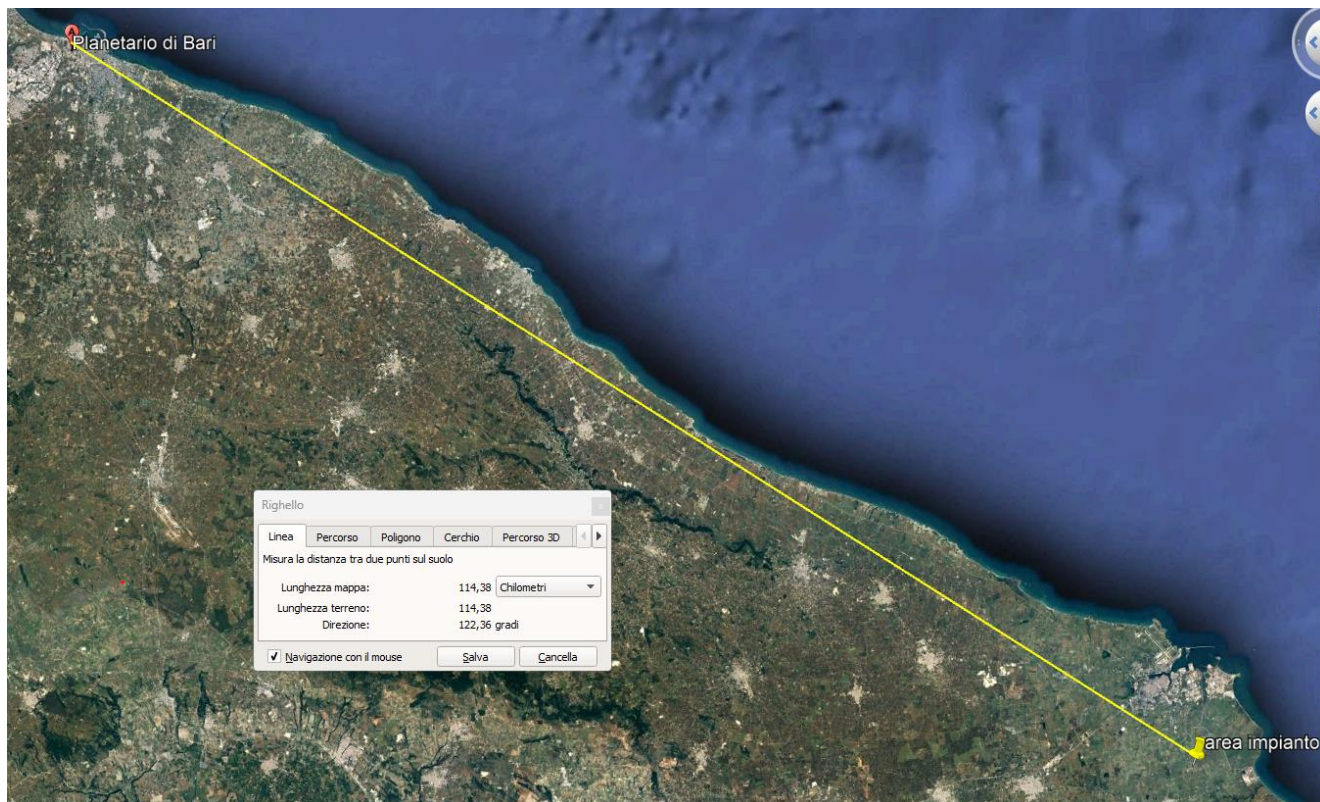 Planetario di Bari
Righello
Linea Percorso Poligono Cerchio Percorso 3D
Misura la distanza tra due punti sul suolo
Lunghezza mappa: 114,38 Chilometri
Lunghezza terreno: 114,38
Direzione: 122,36 gradi
Navigazione con il mouse Salva Cancella
area impianto